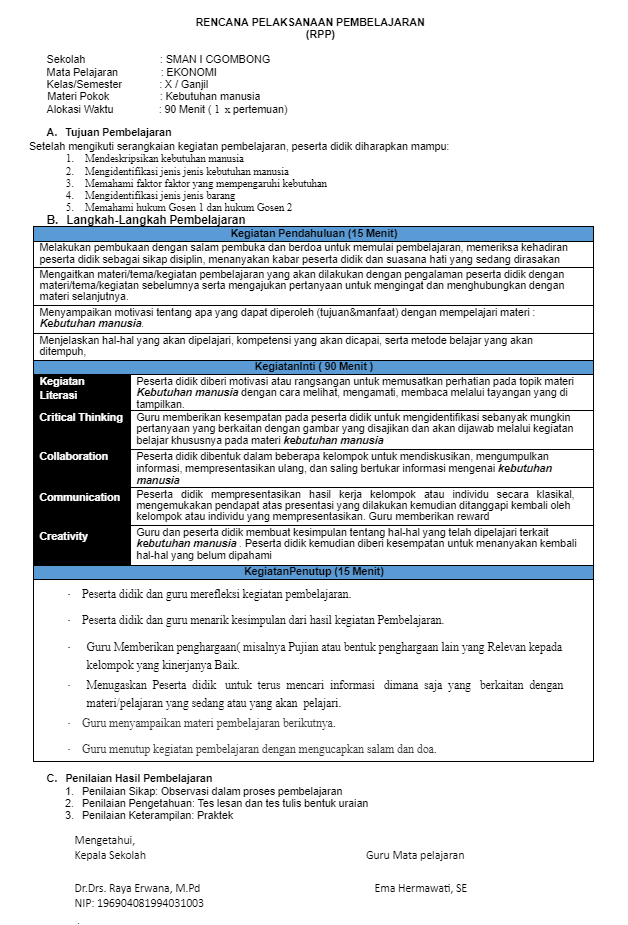 RENCANA PELAKSANAAN PEMBELAJARAN
(RPP)
Sekolah : SMAN I CGOMBONG
Mata Pelajaran : EKONOMI
Kelas/Semester : X / Ganjil
Materi Pokok : Kebutuhan manusia
Alokasi Waktu : 90 Menit ( 1 x pertemuan)
A. Tujuan Pembelajaran
Setelah mengikuti serangkaian kegiatan pembelajaran, peserta didik diharapkan mampu:
1. Mendeskripsikan kebutuhan manusia
2. Mengidentifikasi jenis jenis kebutuhan manusia
3. Memahami faktor faktor yang mempengaruhi kebutuhan
4. Mengidentifikasi jenis jenis barang
5. Memahami hukum Gosen 1 dan hukum Gosen 2
B. Langkah-Langkah Pembelajaran
Kegiatan Pendahuluan (15 Menit)
Melakukan pembukaan dengan salam pembuka dan berdoa untuk memulai pembelajaran, memeriksa kehadiran
peserta didik sebagai sikap disiplin, menanyakan kabar peserta didik dan suasana hati yang sedang dirasakan
Mengaitkan materi/tema/kegiatan pembelajaran yang akan dilakukan dengan pengalaman peserta didik dengan
materi/tema/kegiatan sebelumnya serta mengajukan pertanyaan untuk mengingat dan menghubungkan dengan
materi selanjutnya.
Menyampaikan motivasi tentang apa yang dapat diperoleh (tujuan&manfaat) dengan mempelajari materi :
Kebutuhan manusia.
Menjelaskan hal-hal yang akan dipelajari, kompetensi yang akan dicapai, serta metode belajar yang akan
ditempuh,
KegiatanInti ( 90 Menit )
Kegiatan
Literasi
Peserta didik diberi motivasi atau rangsangan untuk memusatkan perhatian pada topik materi
Kebutuhan manusia dengan cara melihat, mengamati, membaca melalui tayangan yang di
tampilkan.
Critical Thinking
Guru memberikan kesempatan pada peserta didik untuk mengidentifikasi sebanyak mungkin
pertanyaan yang berkaitan dengan gambar yang disajikan dan akan dijawab melalui kegiatan
belajar khususnya pada materi kebutuhan manusia
Collaboration
Peserta didik dibentuk dalam beberapa kelompok untuk mendiskusikan, mengumpulkan
informasi, mempresentasikan ulang, dan saling bertukar informasi mengenai kebutuhan
manusia
Communication
Peserta didik mempresentasikan hasil kerja kelompok atau individu secara klasikal,
mengemukakan pendapat atas presentasi yang dilakukan kemudian ditanggapi kembali oleh
kelompok atau individu yang mempresentasikan. Guru memberikan reward
Creativity
Guru dan peserta didik membuat kesimpulan tentang hal-hal yang telah dipelajari terkait
kebutuhan manusia . Peserta didik kemudian diberi kesempatan untuk menanyakan kembali
hal-hal yang belum dipahami
KegiatanPenutup (15 Menit)
· Peserta didik dan guru merefleksi kegiatan pembelajaran.
· Peserta didik dan guru menarik kesimpulan dari hasil kegiatan Pembelajaran.
· Guru Memberikan penghargaan( misalnya Pujian atau bentuk penghargaan lain yang Relevan kepada
kelompok yang kinerjanya Baik.
· Menugaskan Peserta didik untuk terus mencari informasi dimana saja yang berkaitan dengan
materi/pelajaran yang sedang atau yang akan pelajari.
· Guru menyampaikan materi pembelajaran berikutnya.
· Guru menutup kegiatan pembelajaran dengan mengucapkan salam dan doa.
C. Penilaian Hasil Pembelajaran
1. Penilaian Sikap: Observasi dalam proses pembelajaran
2. Penilaian Pengetahuan: Tes lesan dan tes tulis bentuk uraian
3. Penilaian Keterampilan: Praktek
Mengetahui,
Kepala Sekolah Guru Mata pelajaran
Dr.Drs. Raya Erwana, M.Pd Ema Hermawati, SE
NIP: 196904081994031003
.